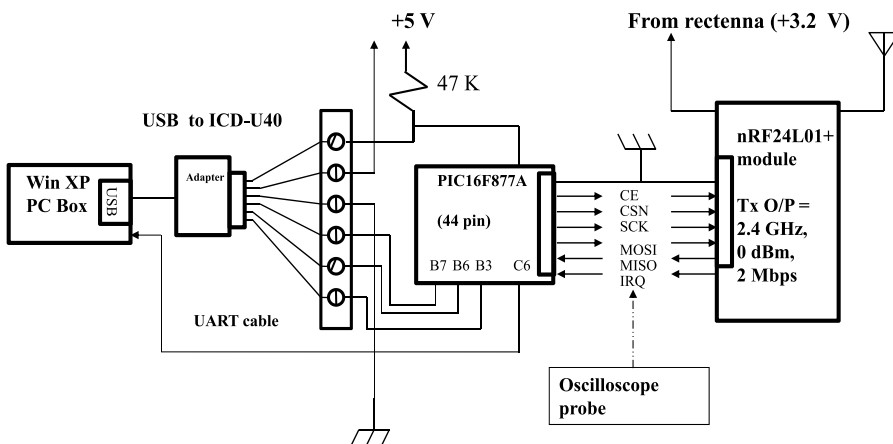 +5 V
From rectenna (+3.2 V)
47 K
USB to ICD-U40
nRF24L01+
module
Tx O/P =
2.4 GHz,
0 dBm,
2 Mbps
Win XP
PC Box
USB
Adapter
PIC16F877A
(44 pin)
B7 B6 B3 C6
CE
CSN
SCK
MOSI
MISO
IRQ
UART cable
Oscilloscope
probe